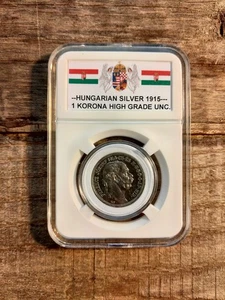 --HUNGARIAN SILVER 1915---
1 KORONA HIGH GRADE UNC.